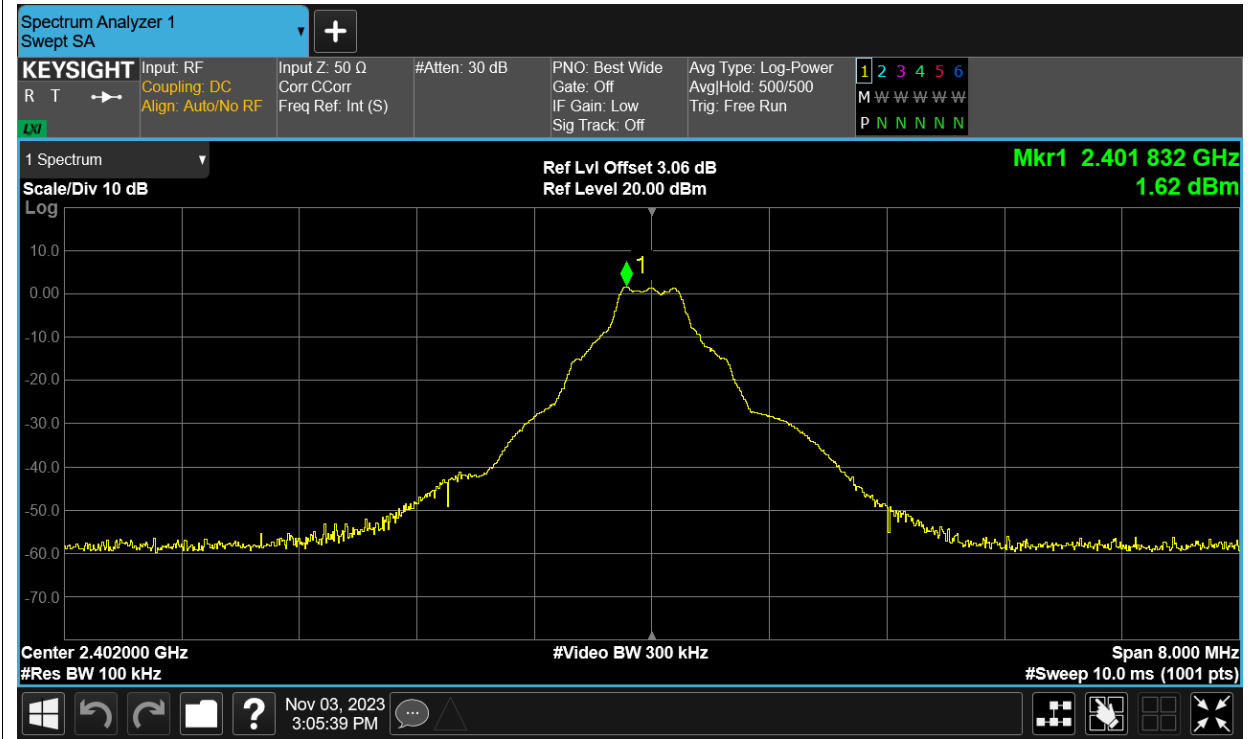 Spectrum Analyzer 1
Swept SA
KEYSIGHT
R T
LXI
Input: RF
Coupling: DC
Align: Auto/No RF
Input Z: 50 Ω
Corr CCorr
Freq Ref: Int (S)
#Atten: 30 dB
PNO: Best Wide
Gate: Off
IF Gain: Low
Sig Track: Off
Avg Type: Log-Power
Avg|Hold: 500/500
Trig: Free Run
1 2 3 4 5 6
M W W W W W
P N N N N N
1 Spectrum
Scale/Div 10 dB
Log
Ref Lvl Offset 3.06 dB
Ref Level 20.00 dBm
Mkr1 2.401 832 GHz
1.62 dBm
10.0
0.00
-10.0
-20.0
-30.0
-40.0
-50.0
-60.0
-70.0
1
Center 2.402000 GHz
#Res BW 100 kHz
#Video BW 300 kHz
Span 8.000 MHz
#Sweep 10.0 ms (1001 pts)
?
Nov 03, 2023
3:05:39 PM